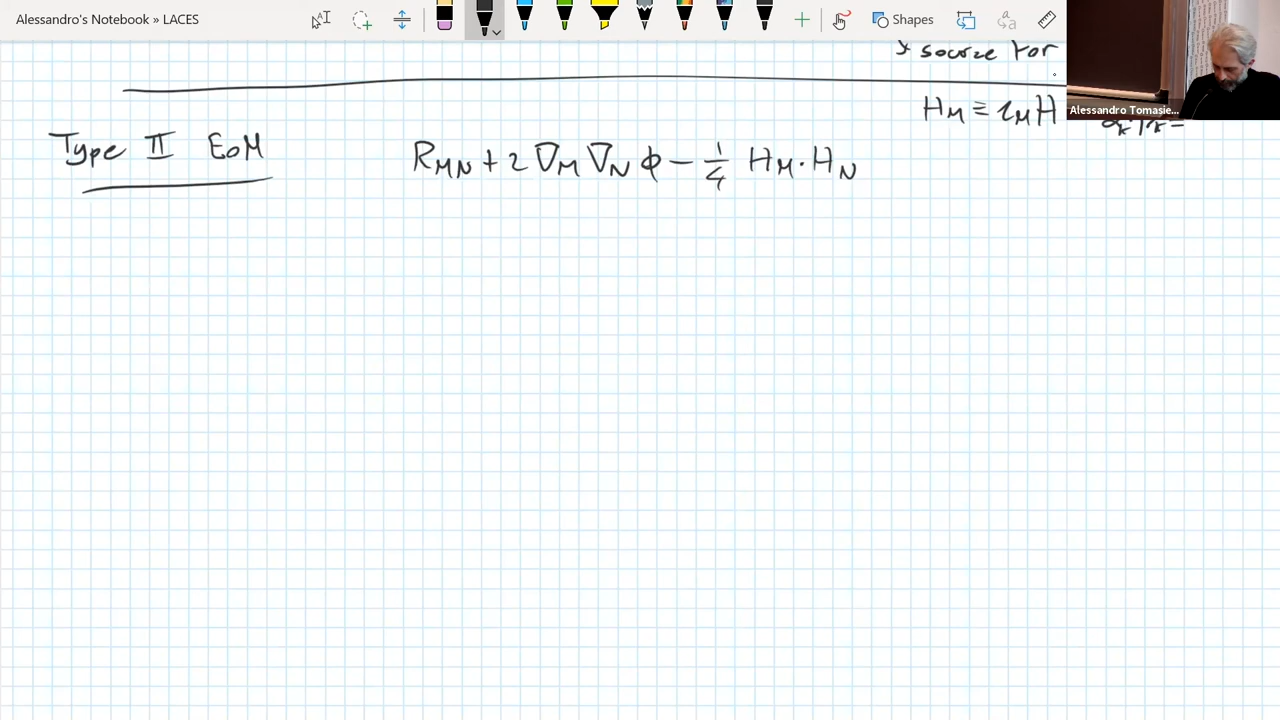 Alessandro's Notebook » LACES
Shapes
source for
Alessandro Tomasie...
H_M ≡ ι_M H
Type II EoM
R_MN + 2 ∇_M ∇_N ϕ - 1/4 H_M · H_N